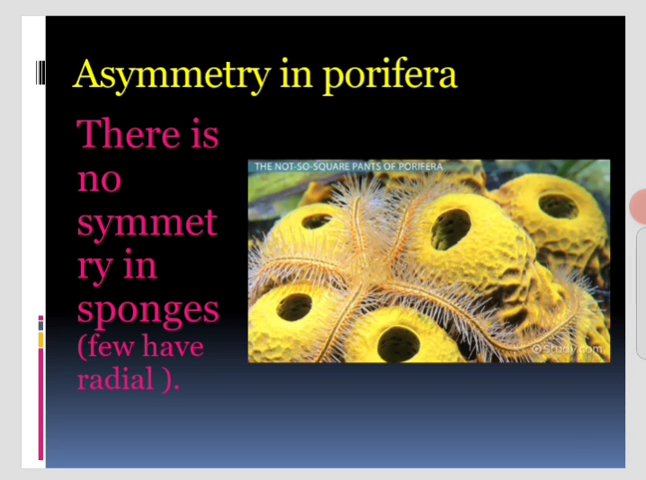 Asymmetry in porifera
There is
no
symmet
ry in
sponges
(few have
radial ).
THE NOT-SO-SQUARE PANTS OF PORIFERA
©Study.com